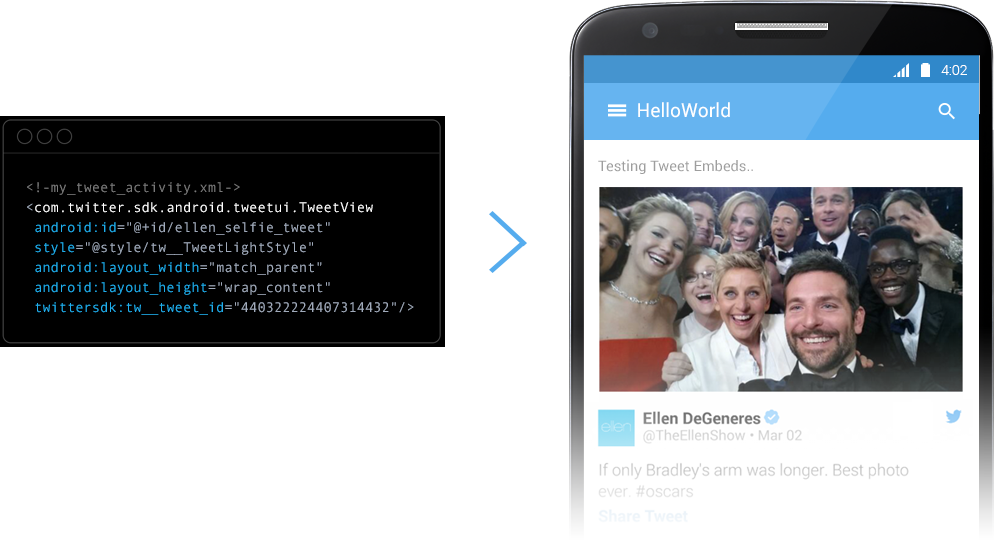 <!-my_tweet_activity.xml->
<com.twitter.sdk.android.tweetui.TweetView
android:id="@+id/ellen_selfie_tweet"
style="@style/tw__TweetLightStyle"
android:layout_width="match_parent"
android:layout_height="wrap_content"
twittersdk:tw__tweet_id="440322224407314432"/>
4:02
HelloWorld
Testing Tweet Embeds..
ellen
Ellen DeGeneres
@TheEllenShow • Mar 02
If only Bradley's arm was longer. Best photo
ever. #oscars
Share Tweet